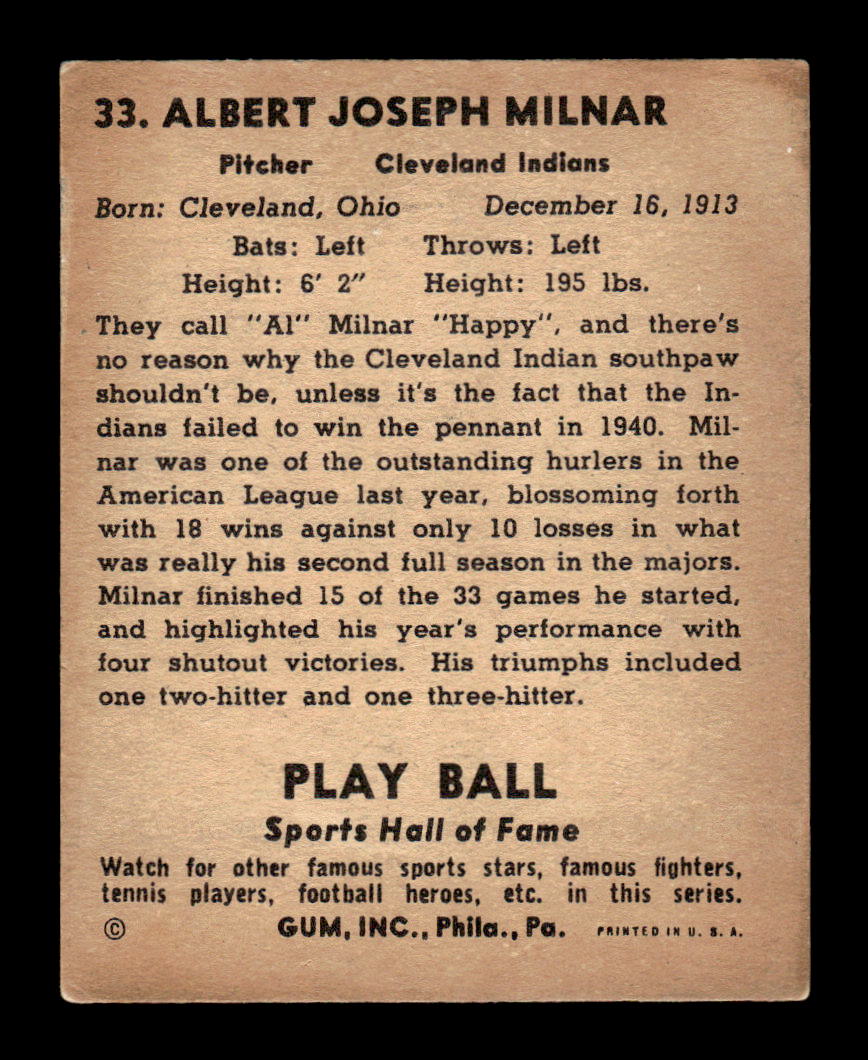 33. ALBERT JOSEPH MILNAR
Pitcher Cleveland Indians
Born: Cleveland, Ohio December 16, 1913
Bats: Left Throws: Left
Height: 6' 2" Height: 195 lbs.
They call "Al" Milnar "Happy", and there's
no reason why the Cleveland Indian southpaw
shouldn't be, unless it's the fact that the In-
dians failed to win the pennant in 1940. Mil-
nar was one of the outstanding hurlers in the
American League last year, blossoming forth
with 18 wins against only 10 losses in what
was really his second full season in the majors.
Milnar finished 15 of the 33 games he started,
and highlighted his year's performance with
four shutout victories. His triumphs included
one two-hitter and one three-hitter.
PLAY BALL
Sports Hall of Fame
Watch for other famous sports stars, famous fighters,
tennis players, football heroes, etc. in this series.
© GUM, INC., Phila., Pa. PRINTED IN U. S. A.